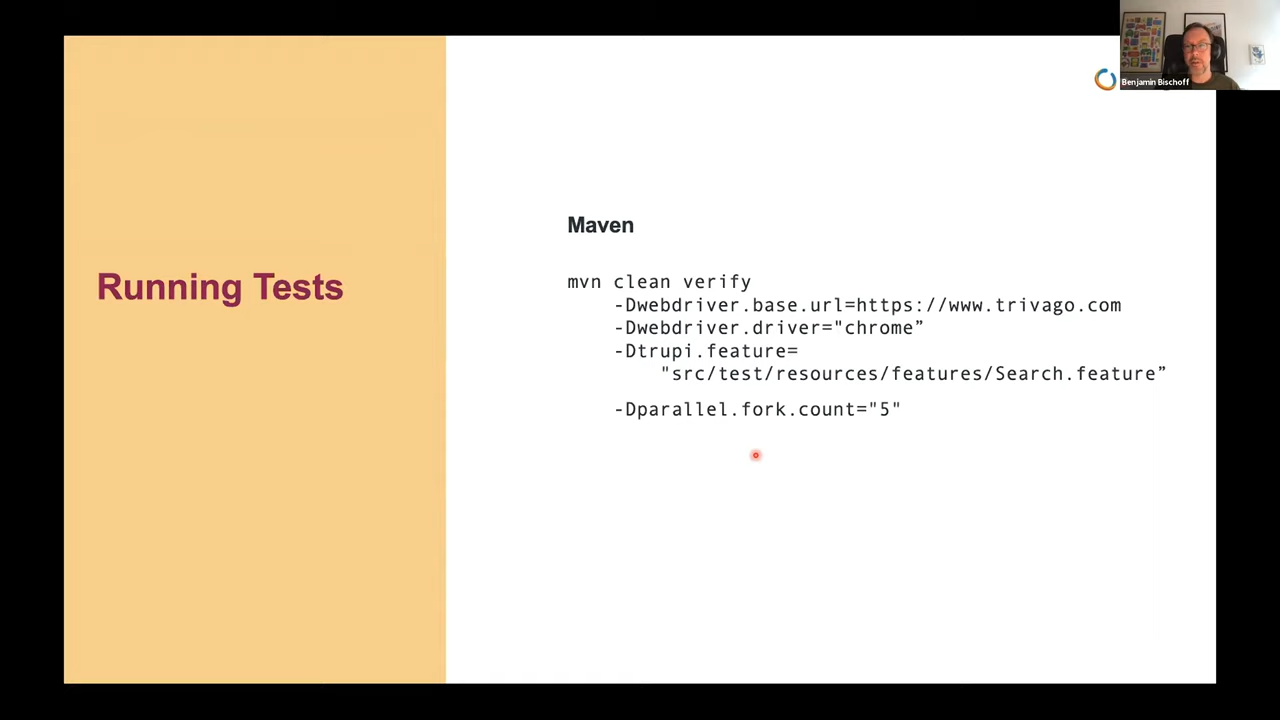 Benjamin Bischoff
Running Tests
Maven
mvn clean verify
-Dwebdriver.base.url=https://www.trivago.com
-Dwebdriver.driver="chrome”
-Dtrupi.feature=
"src/test/resources/features/Search.feature”
-Dparallel.fork.count="5"